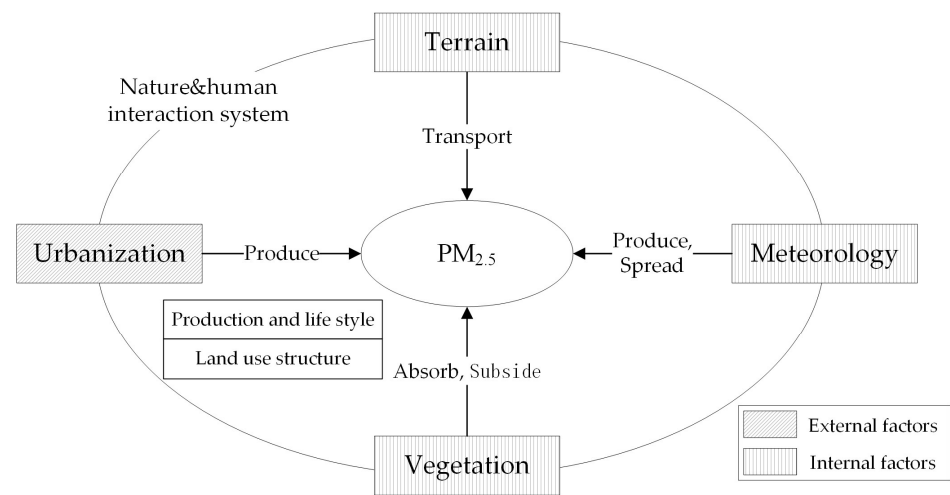 Terrain
Nature&human
interaction system
Transport
Urbanization
Produce
PM2.5
Produce,
Spread
Meteorology
Production and life style
Land use structure
Absorb, Subside
Vegetation
External factors
Internal factors